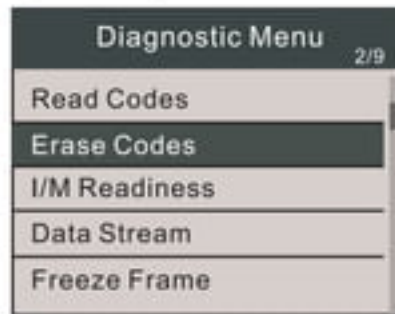 Diagnostic Menu
2/9
Read Codes
Erase Codes
I/M Readiness
Data Stream
Freeze Frame